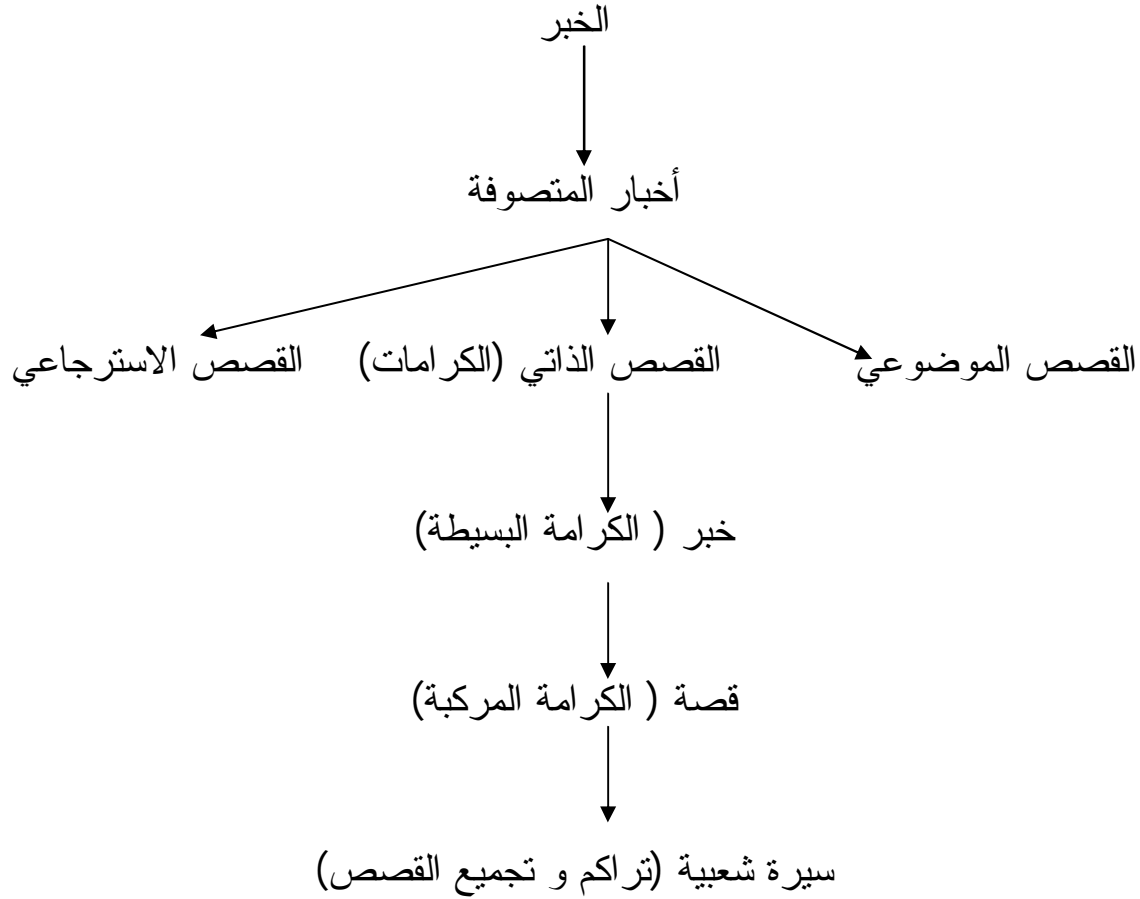 الخبر
أخبار المتصوفة
القصص الموضوعي القصص الذاتي (الكرامات) القصص الاسترجاعي
خبر ( الكرامة البسيطة)
قصة ( الكرامة المركبة)
سيرة شعبية (تراكم و تجميع القصص)